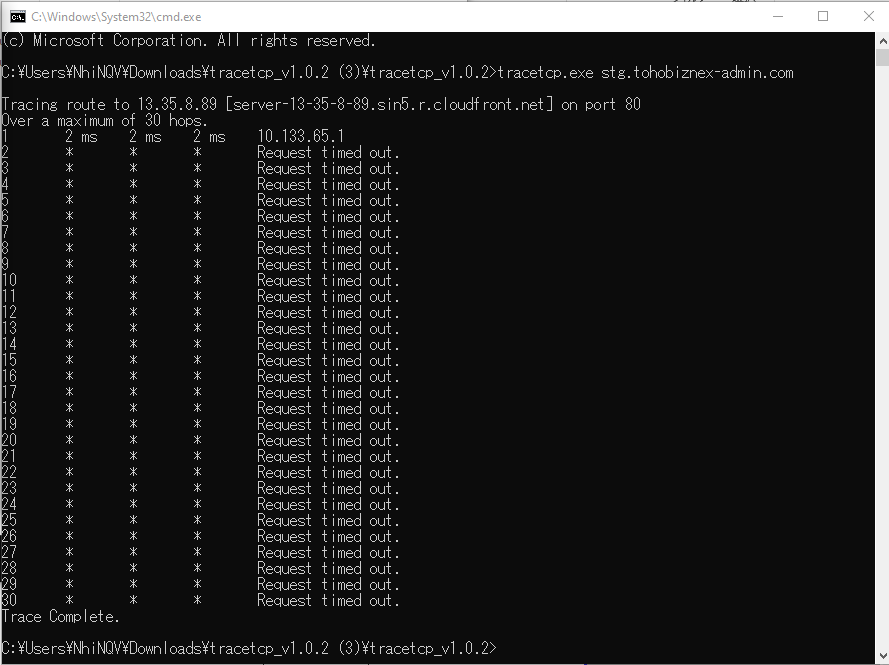 C:\Windows\System32\cmd.exe
(c) Microsoft Corporation. All rights reserved.
C:¥Users¥NhiNQV¥Downloads¥tracetcp_v1.0.2 (3)¥tracetcp_v1.0.2>tracetcp.exe stg.tohobiznex-admin.com
Tracing route to 13.35.8.89 [server-13-35-8-89.sin5.r.cloudfront.net] on port 80
Over a maximum of 30 hops.
1 2 ms 2 ms 2 ms 10.133.65.1
2 * * * Request timed out.
3 * * * Request timed out.
4 * * * Request timed out.
5 * * * Request timed out.
6 * * * Request timed out.
7 * * * Request timed out.
8 * * * Request timed out.
9 * * * Request timed out.
10 * * * Request timed out.
11 * * * Request timed out.
12 * * * Request timed out.
13 * * * Request timed out.
14 * * * Request timed out.
15 * * * Request timed out.
16 * * * Request timed out.
17 * * * Request timed out.
18 * * * Request timed out.
19 * * * Request timed out.
20 * * * Request timed out.
21 * * * Request timed out.
22 * * * Request timed out.
23 * * * Request timed out.
24 * * * Request timed out.
25 * * * Request timed out.
26 * * * Request timed out.
27 * * * Request timed out.
28 * * * Request timed out.
29 * * * Request timed out.
30 * * * Request timed out.
Trace Complete.
C:¥Users¥NhiNQV¥Downloads¥tracetcp_v1.0.2 (3)¥tracetcp_v1.0.2>